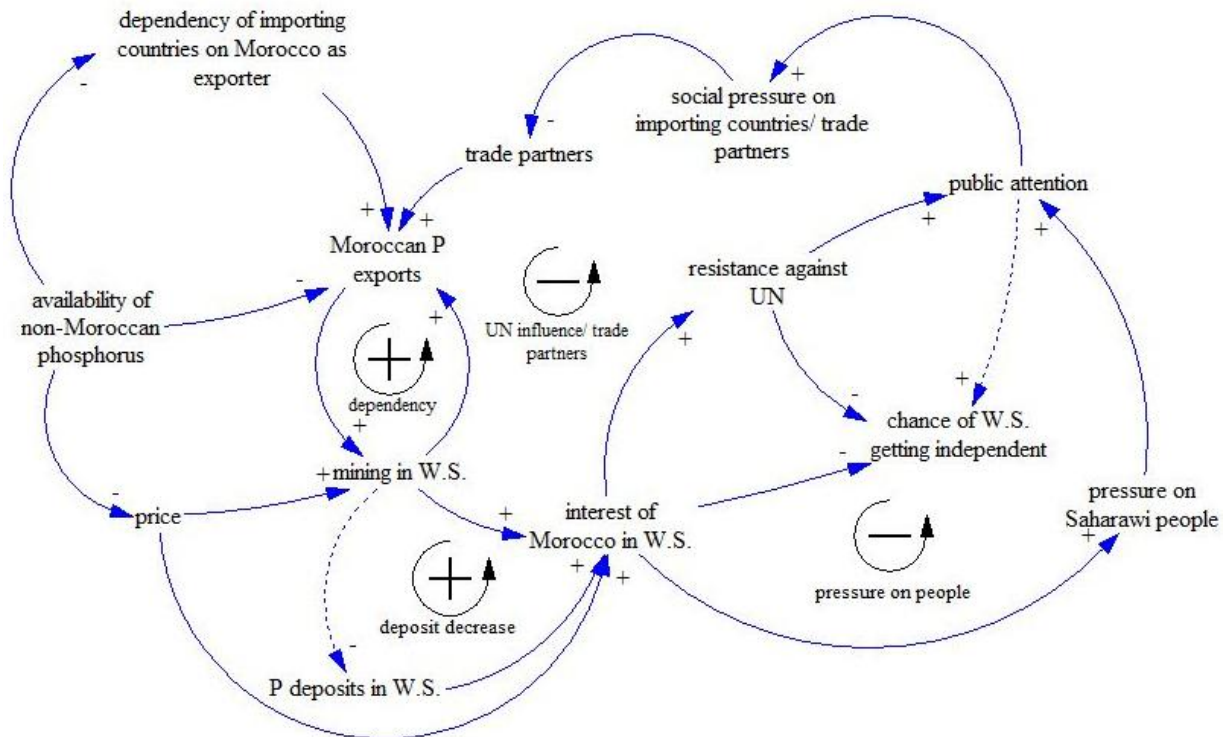 dependency of importing
countries on Morocco as
exporter
-
social pressure on
importing countries/ trade
partners
+
-
trade partners
public attention
+
+
+
+
Moroccan P
exports
-
+
resistance against
UN
+
availability of
non-Moroccan
phosphorus
UN influence/ trade
partners
dependency
+
+
-
chance of W.S.
getting independent
-
-
price
+
mining in W.S.
+
interest of
Morocco in W.S.
+
+
pressure on
Saharawi people
+
pressure on people
deposit decrease
-
P deposits in W.S.